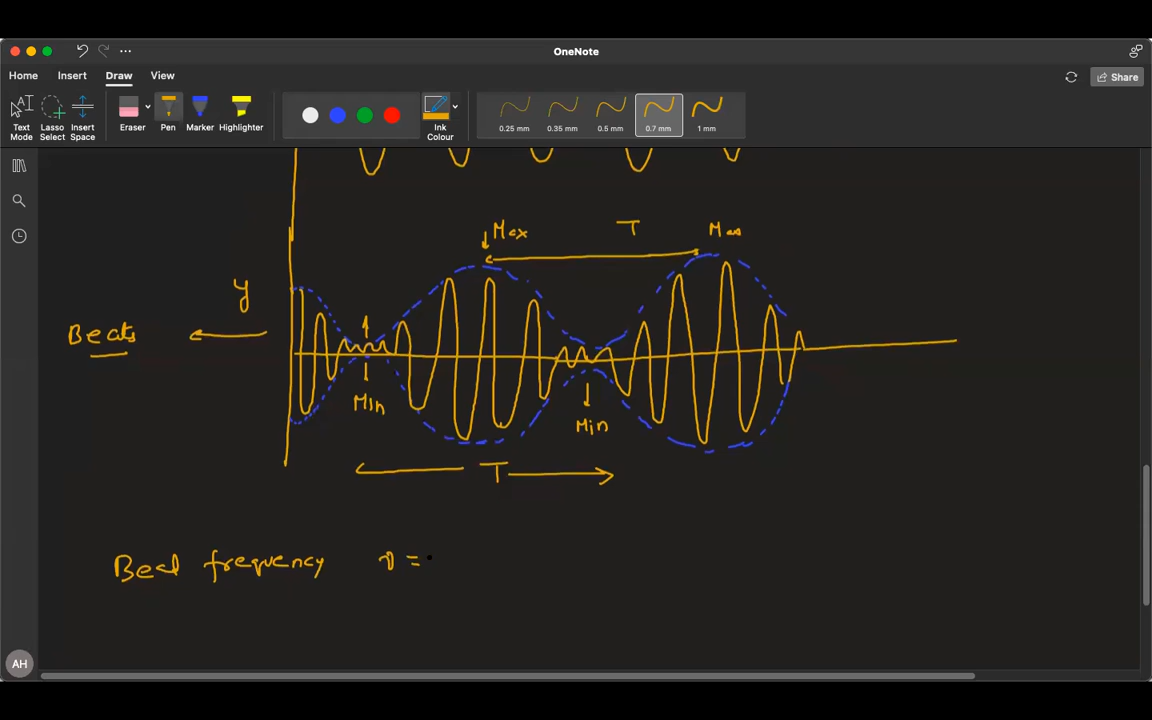 OneNote
Home Insert Draw View
Share
Text Mode
Lasso Select
Insert Space
Eraser
Pen
Marker
Highlighter
Ink Colour
0.25 mm
0.35 mm
0.5 mm
0.7 mm
1 mm
Max T Max
y
Beats
Min
Min
T
Beat frequency ν =
AH